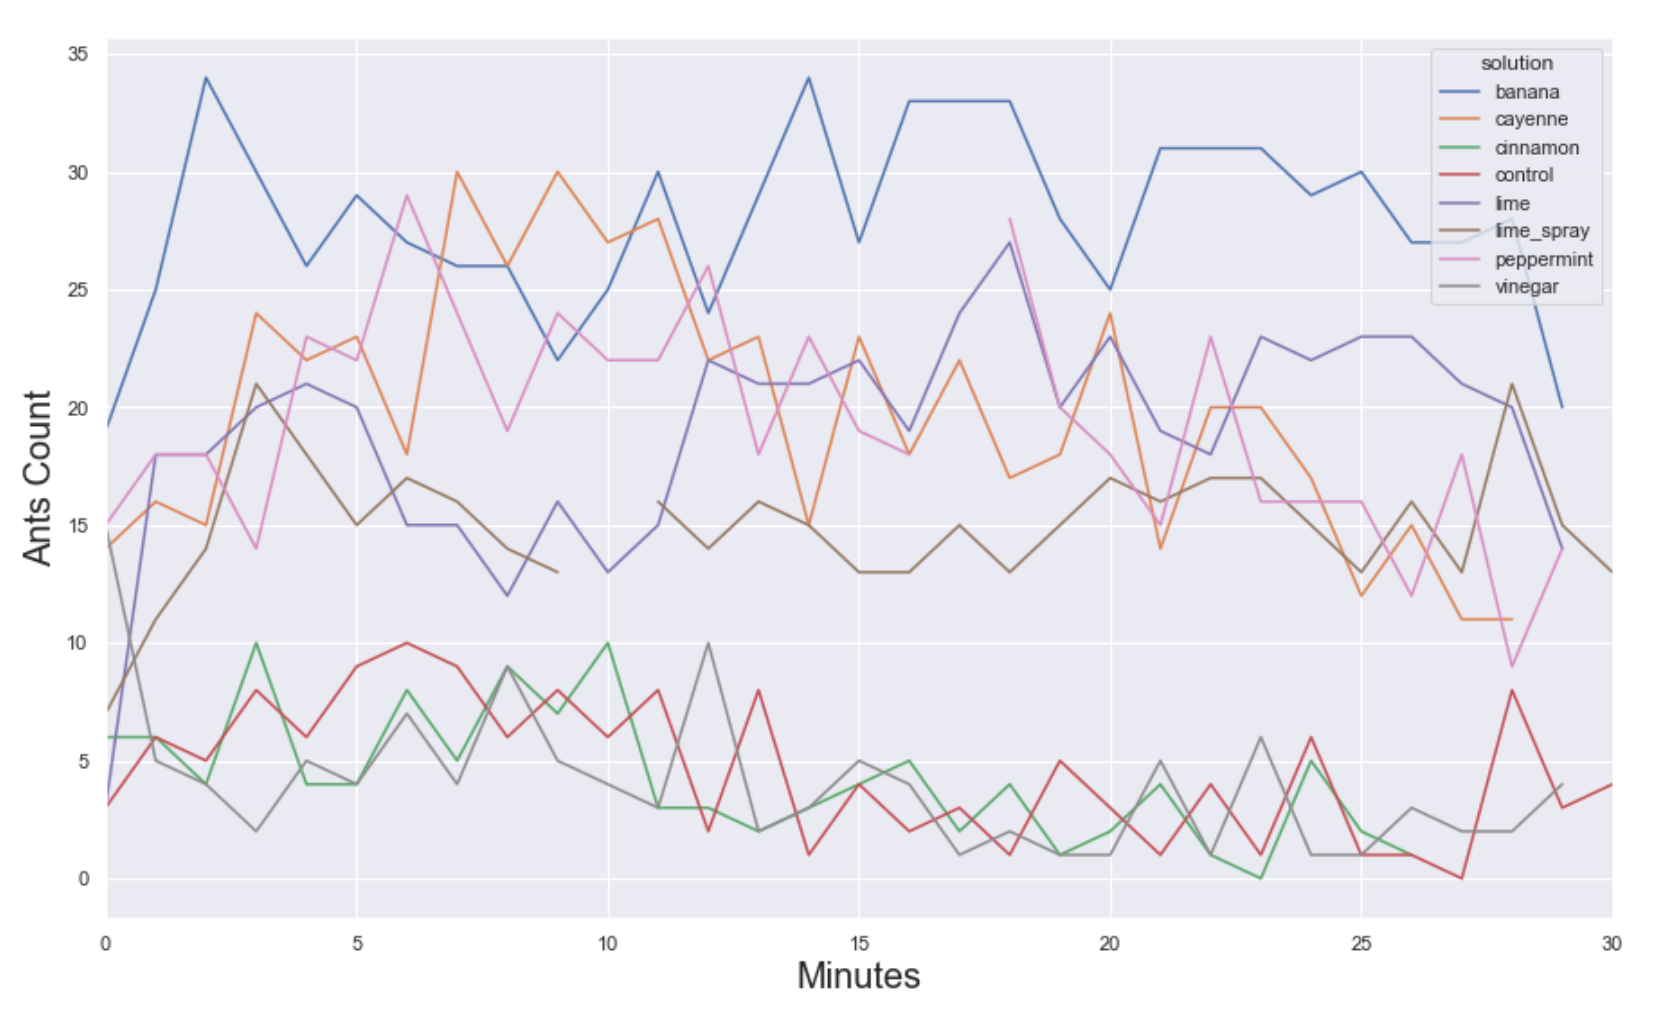 35
30
25
20
15
10
5
0
Ants Count
0 5 10 15 20 25 30
Minutes
solution
banana
cayenne
cinnamon
control
lime
lime_spray
peppermint
vinegar